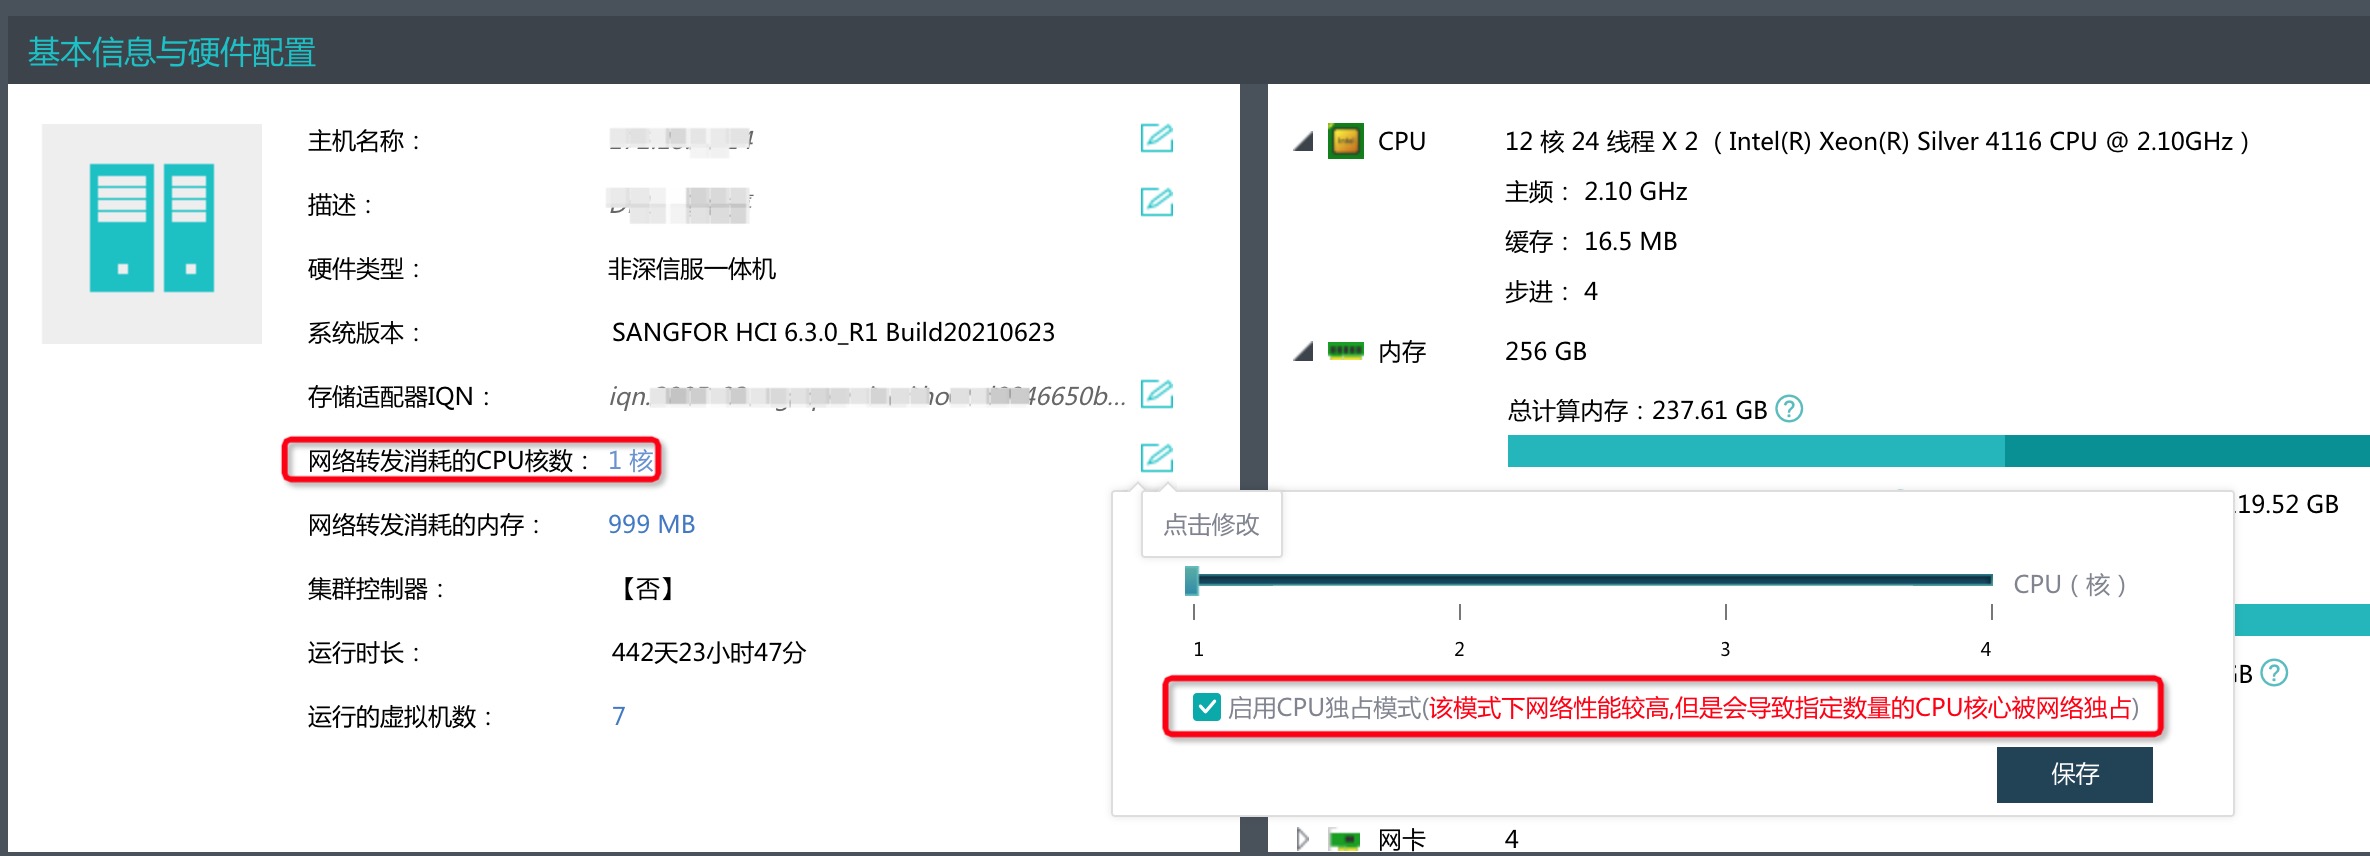 基本信息与硬件配置
主机名称：
描述：
硬件类型： 非深信服一体机
系统版本： SANGFOR HCI 6.3.0_R1 Build20210623
存储适配器IQN： iqn.
46650b...
网络转发消耗的CPU核数： 1 核
网络转发消耗的内存： 999 MB
集群控制器： 【否】
运行时长： 442天23小时47分
运行的虚拟机数： 7
CPU 12 核 24 线程 X 2（Intel(R) Xeon(R) Silver 4116 CPU @ 2.10GHz）
主频： 2.10 GHz
缓存： 16.5 MB
步进： 4
内存 256 GB
总计算内存：237.61 GB ?
19.52 GB
点击修改
CPU（核）
1 2 3 4
启用CPU独占模式(该模式下网络性能较高,但是会导致指定数量的CPU核心被网络独占)
保存
GB ?
网卡 4